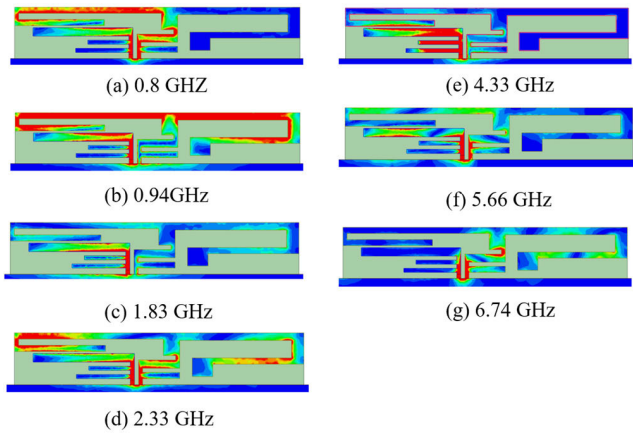 (a) 0.8 GHZ
(b) 0.94GHz
(c) 1.83 GHz
(d) 2.33 GHz
(e) 4.33 GHz
(f) 5.66 GHz
(g) 6.74 GHz